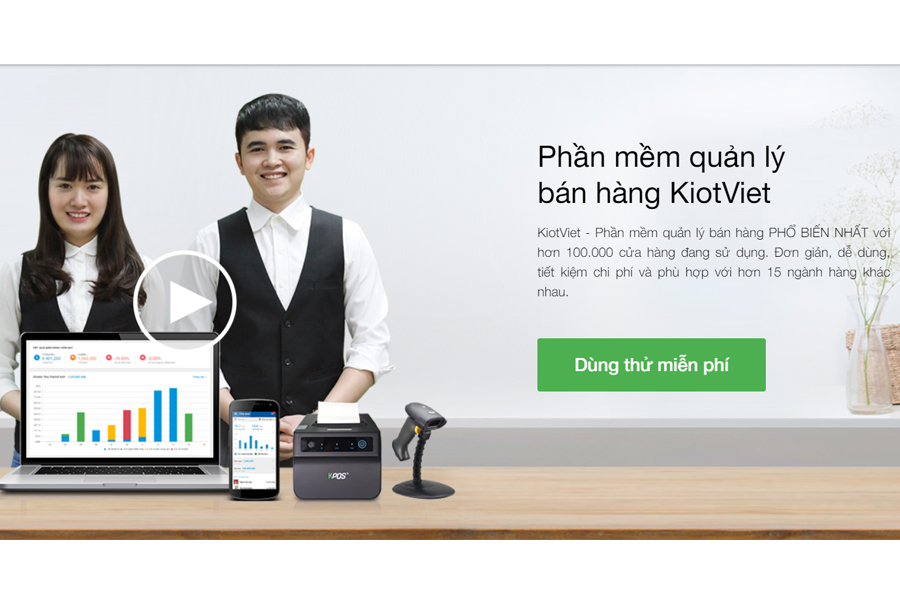 Phần mềm quản lý
bán hàng KiotViet
KiotViet - Phần mềm quản lý bán hàng PHỔ BIẾN NHẤT với
hơn 100.000 cửa hàng đang sử dụng. Đơn giản, dễ dùng,
tiết kiệm chi phí và phù hợp với hơn 15 ngành hàng khác
nhau.
Dùng thử miễn phí
KPOS